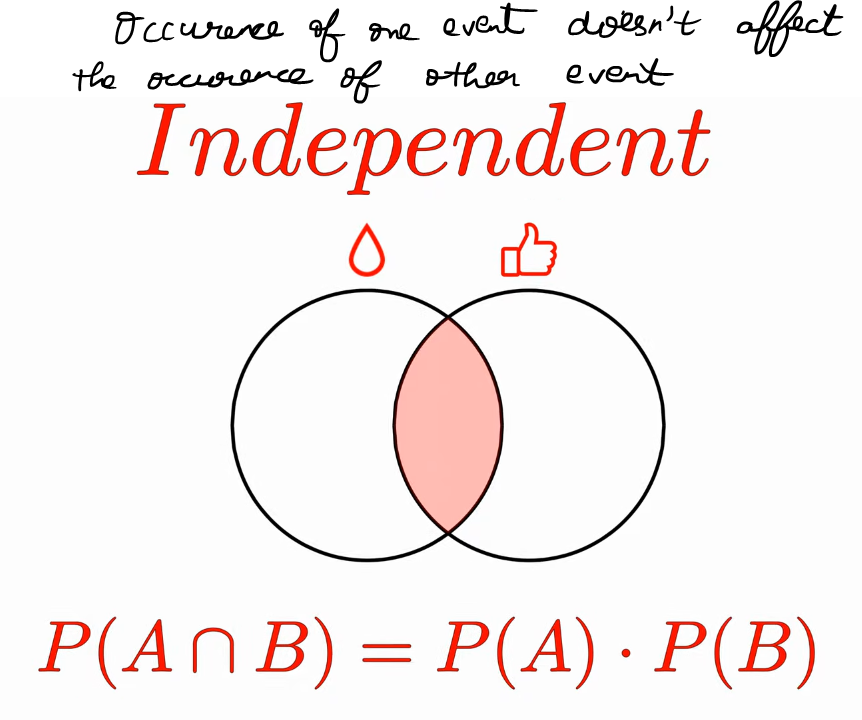 Occurence of one event doesn't affect
the occurence of other event
Independent
P(A ∩ B) = P(A) · P(B)